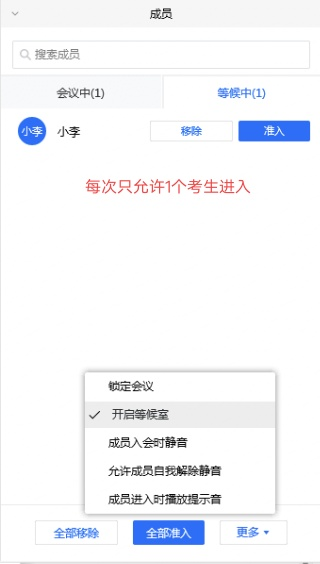 成员
搜索成员
会议中(1)
等候中(1)
小李
小李
移除
准入
每次只允许1个考生进入
锁定会议
开启等候室
成员入会时静音
允许成员自我解除静音
成员进入时播放提示音
全部移除
全部准入
更多